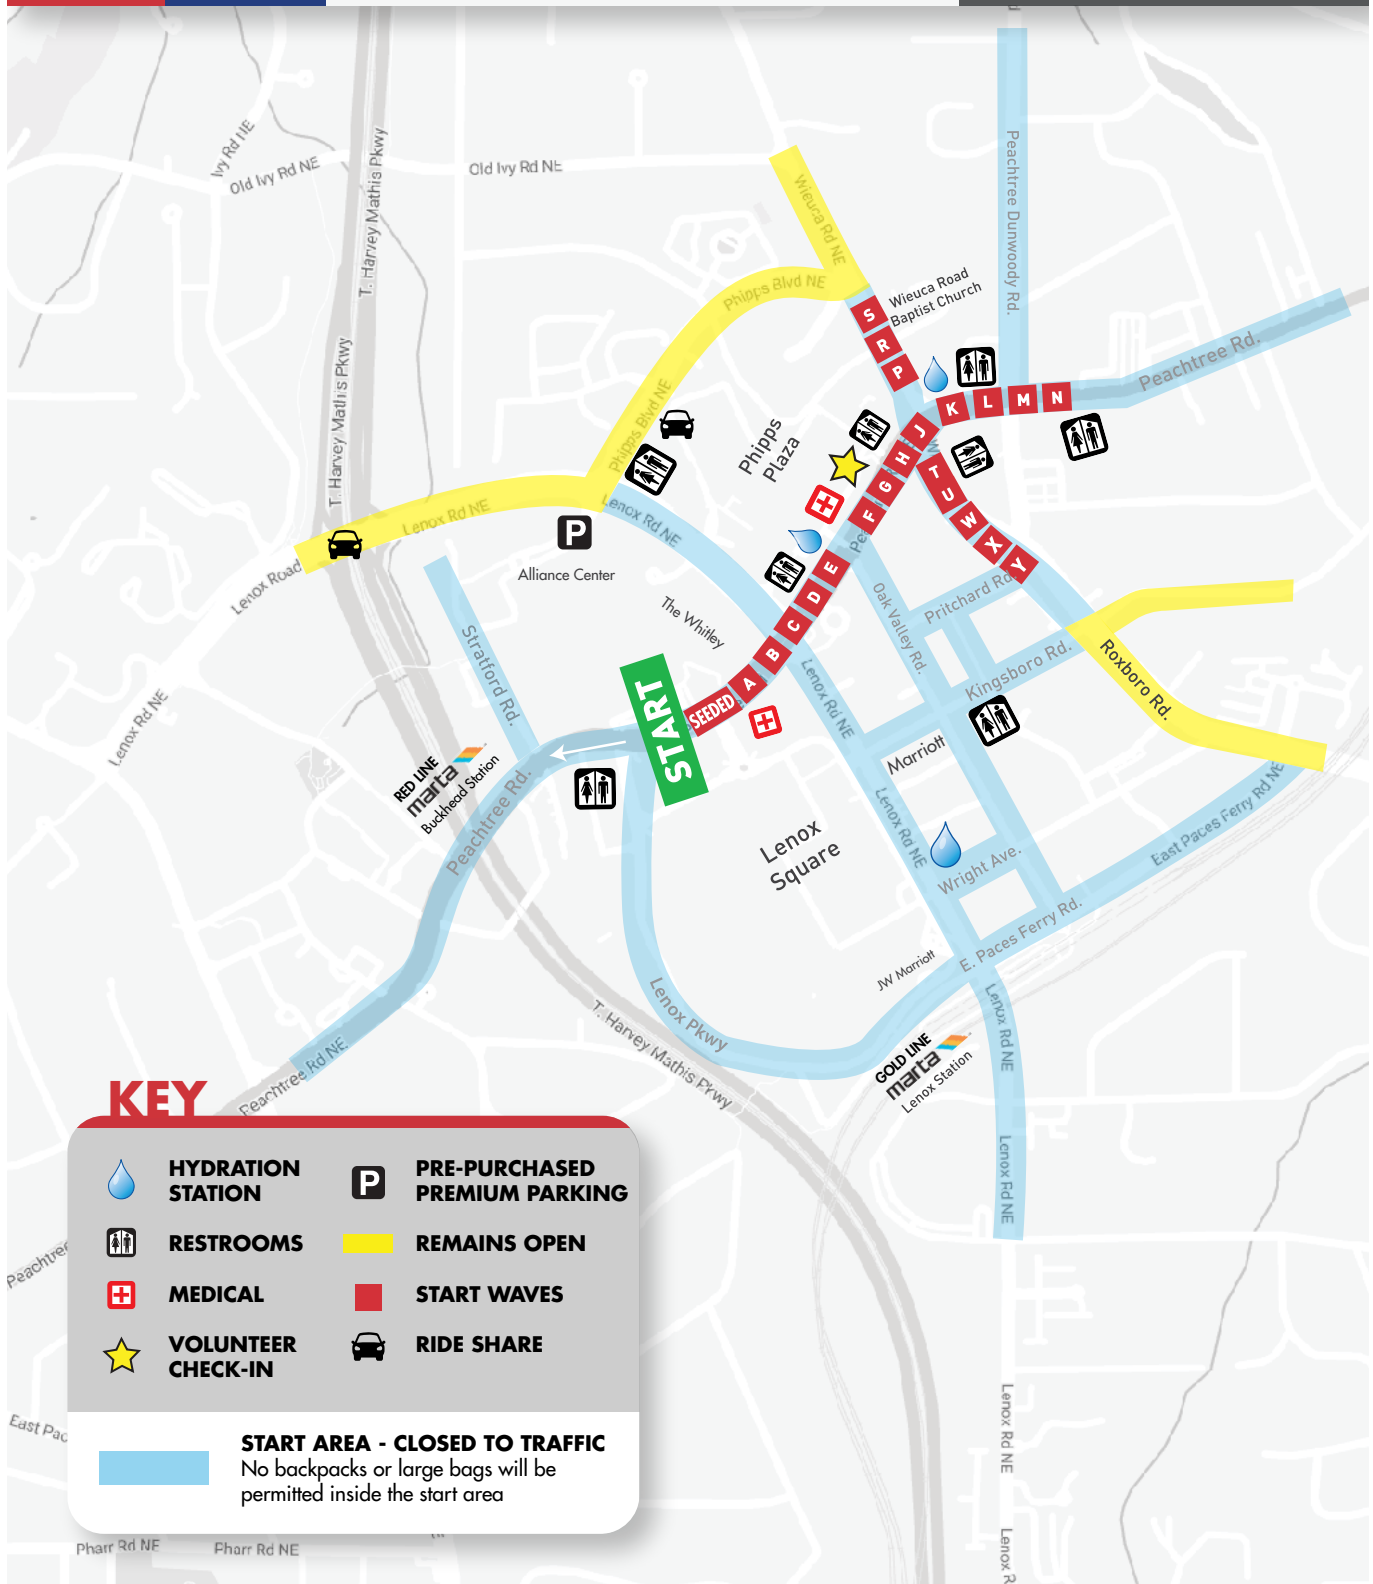 Ivy Rd NE
Old Ivy Rd NE
T. Harvey Mathis Pkwy
Old Ivy Rd NE
Wieuca Rd NE
Peachtree Dunwoody Rd.
Phipps Blvd NE
Wieuca Road
Baptist Church
S
R
P
Peachtree Rd.
T. Harvey Mathis Pkwy
Phipps Blvd NE
Phipps
Plaza
K
L
M
N
J
H
G
F
T
U
W
X
Y
Lenox Rd NE
Lenox Rd NE
P
Alliance Center
Lenox Road
The Whitley
E
D
C
B
A
SEEDED
START
Oak Valley Rd.
Pritchard Rd.
Kingsboro Rd.
Roxboro Rd.
Stratford Rd.
Lenox Rd NE
Lenox Rd NE
Marriott
RED LINE
marta
Buckhead Station
Peachtree Rd.
Lenox
Square
Lenox Rd NE
Wright Ave.
East Paces Ferry Rd NE
E. Paces Ferry Rd.
JW Marriott
Lenox Pkwy
T. Harvey Mathis Pkwy
GOLD LINE
marta
Lenox Station
Lenox Rd NE
Peachtree Rd NE
Lenox Rd NE
KEY
HYDRATION
STATION
P
PRE-PURCHASED
PREMIUM PARKING
RESTROOMS
REMAINS OPEN
MEDICAL
START WAVES
VOLUNTEER
CHECK-IN
RIDE SHARE
START AREA - CLOSED TO TRAFFIC
No backpacks or large bags will be
permitted inside the start area
Peachtree
East Pac
Lenox Rd NE
Pharr Rd NE
Pharr Rd NE
Lenox R